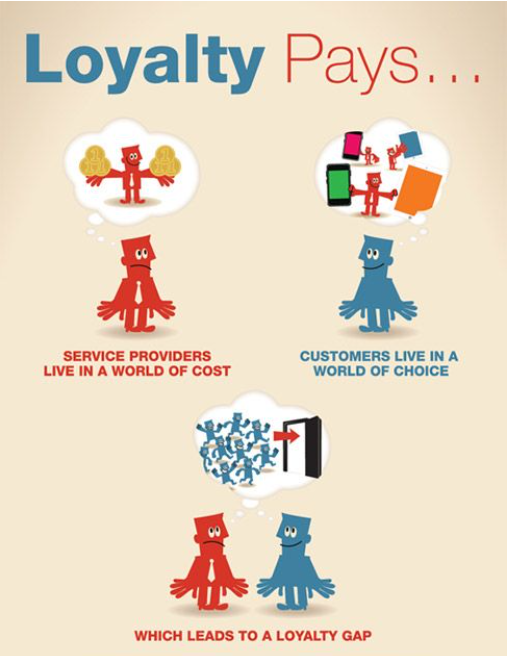 Loyalty Pays...
SERVICE PROVIDERS
LIVE IN A WORLD OF COST
CUSTOMERS LIVE IN A
WORLD OF CHOICE
WHICH LEADS TO A LOYALTY GAP